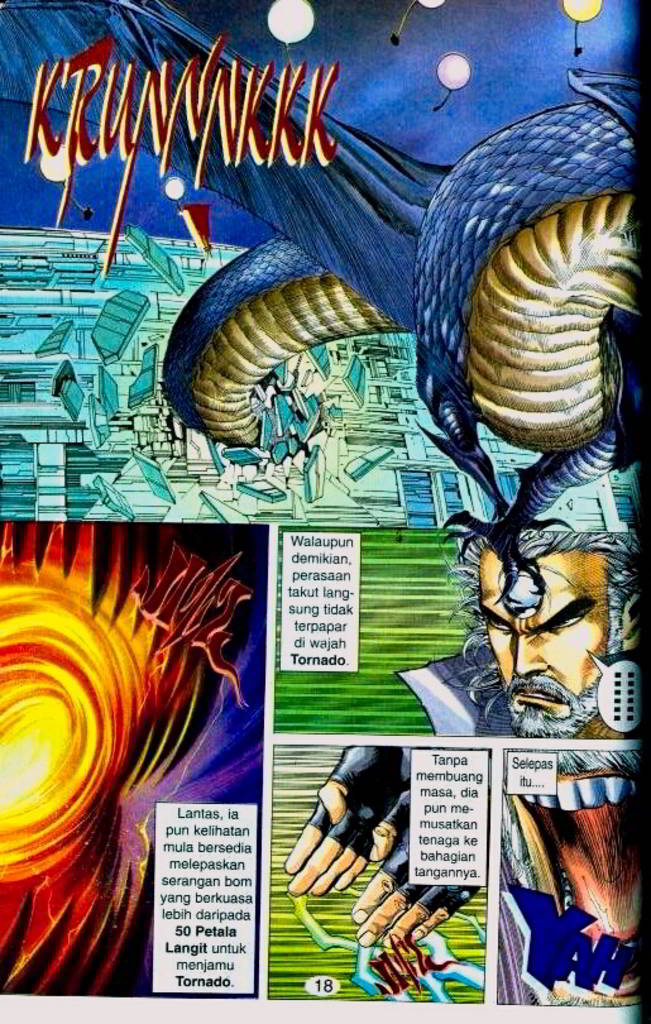 KRUNNNKKK
Lantas, ia
pun kelihatan
mula bersedia
melepaskan
serangan bom
yang berkuasa
lebih daripada
50 Petala
Langit untuk
menjamu
Tornado.
Walaupun
demikian,
perasaan
takut lang-
sung tidak
terpapar
di wajah
Tornado.
Tanpa
membuang
masa, dia
pun me-
musatkan
tenaga ke
bahagian
tangannya.
Selepas
itu....
YAH
18